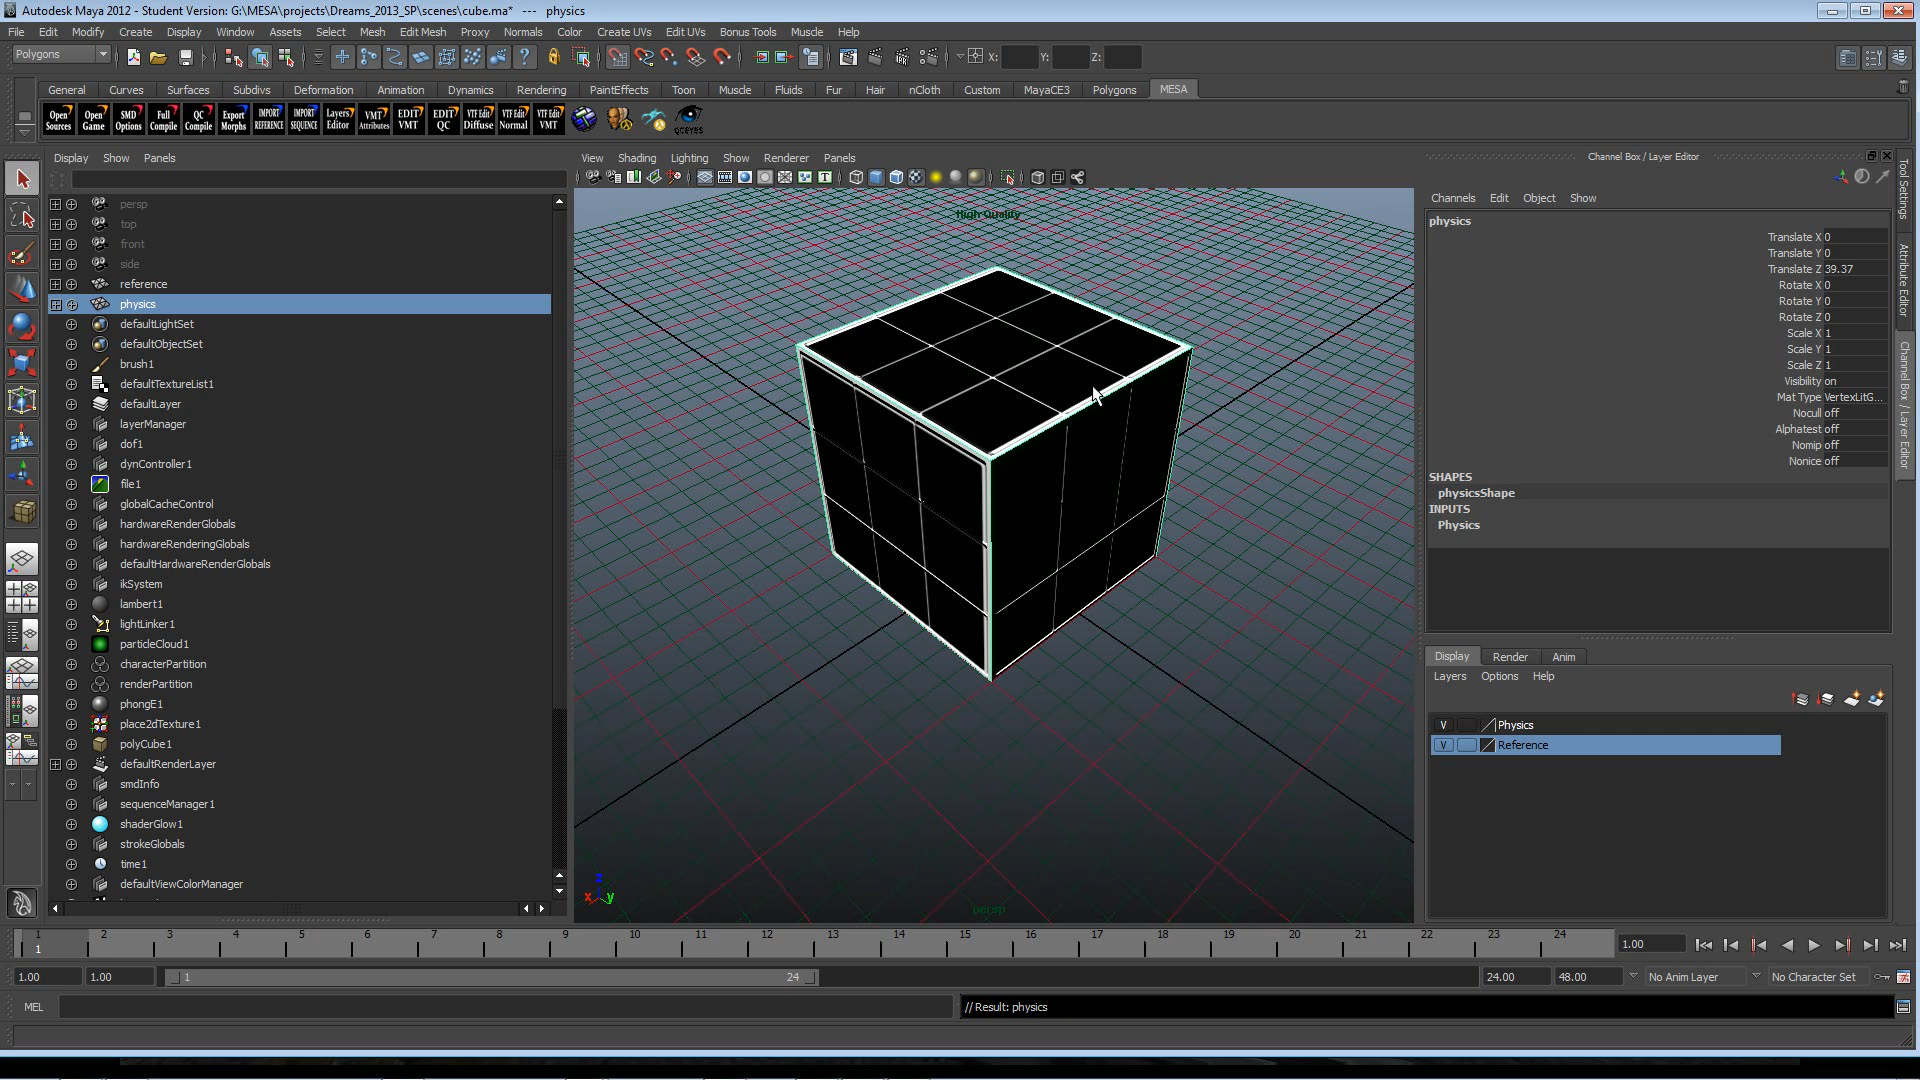 Autodesk Maya 2012 - Student Version: G:\MESA\projects\Dreams_2013_SP\scenes\cube.ma*  ---  physics
File Edit Modify Create Display Window Assets Select Mesh Edit Mesh Proxy Normals Color Create UVs Edit UVs Bonus Tools Muscle Help
Polygons X: Y: Z:
General Curves Surfaces Subdivs Deformation Animation Dynamics Rendering PaintEffects Toon Muscle Fluids Fur Hair nCloth Custom MayaCE3 Polygons MESA
Open Sources
Open Game
SMD Options
Full Compile
QC Compile
Export Morphs
IMPORT REFERENCE
IMPORT SEQUENCE
Layers Editor
VMT Attributes
EDIT VMT
EDIT QC
VTF Edit Diffuse
VTF Edit Normal
VTF Edit VMT
QCEYES
Display Show Panels
persp
top
front
side
reference
physics
defaultLightSet
defaultObjectSet
brush1
defaultTextureList1
defaultLayer
layerManager
dof1
dynController1
file1
globalCacheControl
hardwareRenderGlobals
hardwareRenderingGlobals
defaultHardwareRenderGlobals
ikSystem
lambert1
lightLinker1
particleCloud1
characterPartition
renderPartition
phongE1
place2dTexture1
polyCube1
defaultRenderLayer
smdInfo
sequenceManager1
shaderGlow1
strokeGlobals
time1
defaultViewColorManager
View Shading Lighting Show Renderer Panels
High Quality
persp
z
x y
Channel Box / Layer Editor
Channels Edit Object Show
physics
Translate X 0
Translate Y 0
Translate Z 39.37
Rotate X 0
Rotate Y 0
Rotate Z 0
Scale X 1
Scale Y 1
Scale Z 1
Visibility on
Mat Type VertexLitG...
Nocull off
Alphatest off
Nomip off
Nonice off
SHAPES
physicsShape
INPUTS
Physics
Display Render Anim
Layers Options Help
V Physics
V Reference
Tool Settings
Attribute Editor
Channel Box / Layer Editor
1 2 3 4 5 6 7 8 9 10 11 12 13 14 15 16 17 18 19 20 21 22 23 24
1 1.00
1.00 1.00 1 24 24.00 48.00 No Anim Layer No Character Set
MEL // Result: physics